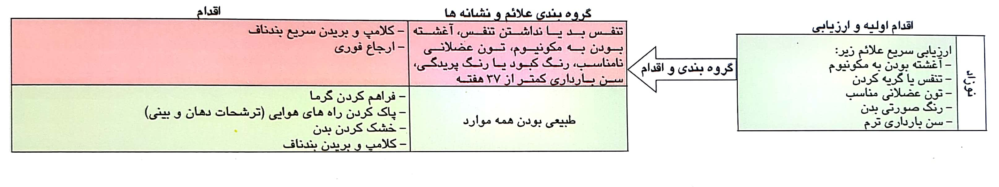 اقدام اولیه و ارزیابی
نوزاد
ارزیابی سریع علائم زیر:
- آغشته بودن به مکونیوم
- تنفس یا گریه کردن
- تون عضلانی مناسب
- رنگ صورتی بدن
- سن بارداری ترم
گروه بندی و اقدام
گروه بندی علائم و نشانه ها
اقدام
تنفس بد یا نداشتن تنفس، آغشته
بودن به مکونیوم، تون عضلانی
نامناسب، رنگ کبود یا رنگ پریدگی،
سن بارداری کمتر از ۳۷ هفته
- کلامپ و بریدن سریع بندناف
- ارجاع فوری
طبیعی بودن همه موارد
- فراهم کردن گرما
- پاک کردن راه های هوایی (ترشحات دهان و بینی)
- خشک کردن بدن
- کلامپ و بریدن بندناف